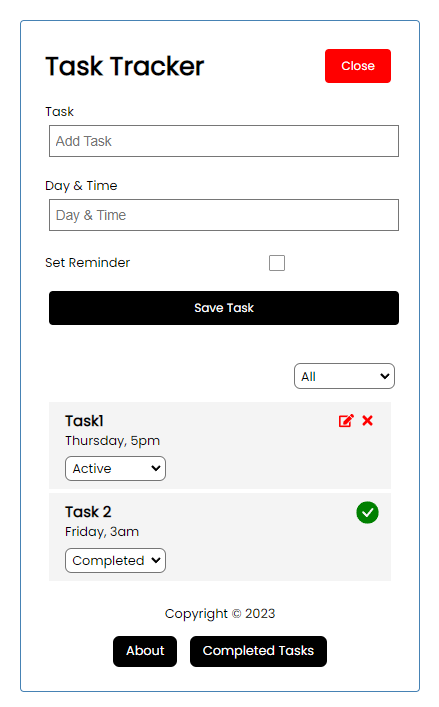 Task Tracker
Close
Task
Add Task
Day & Time
Day & Time
Set Reminder
Save Task
All
Task1
Thursday, 5pm
Active
Task 2
Friday, 3am
Completed
Copyright © 2023
About
Completed Tasks